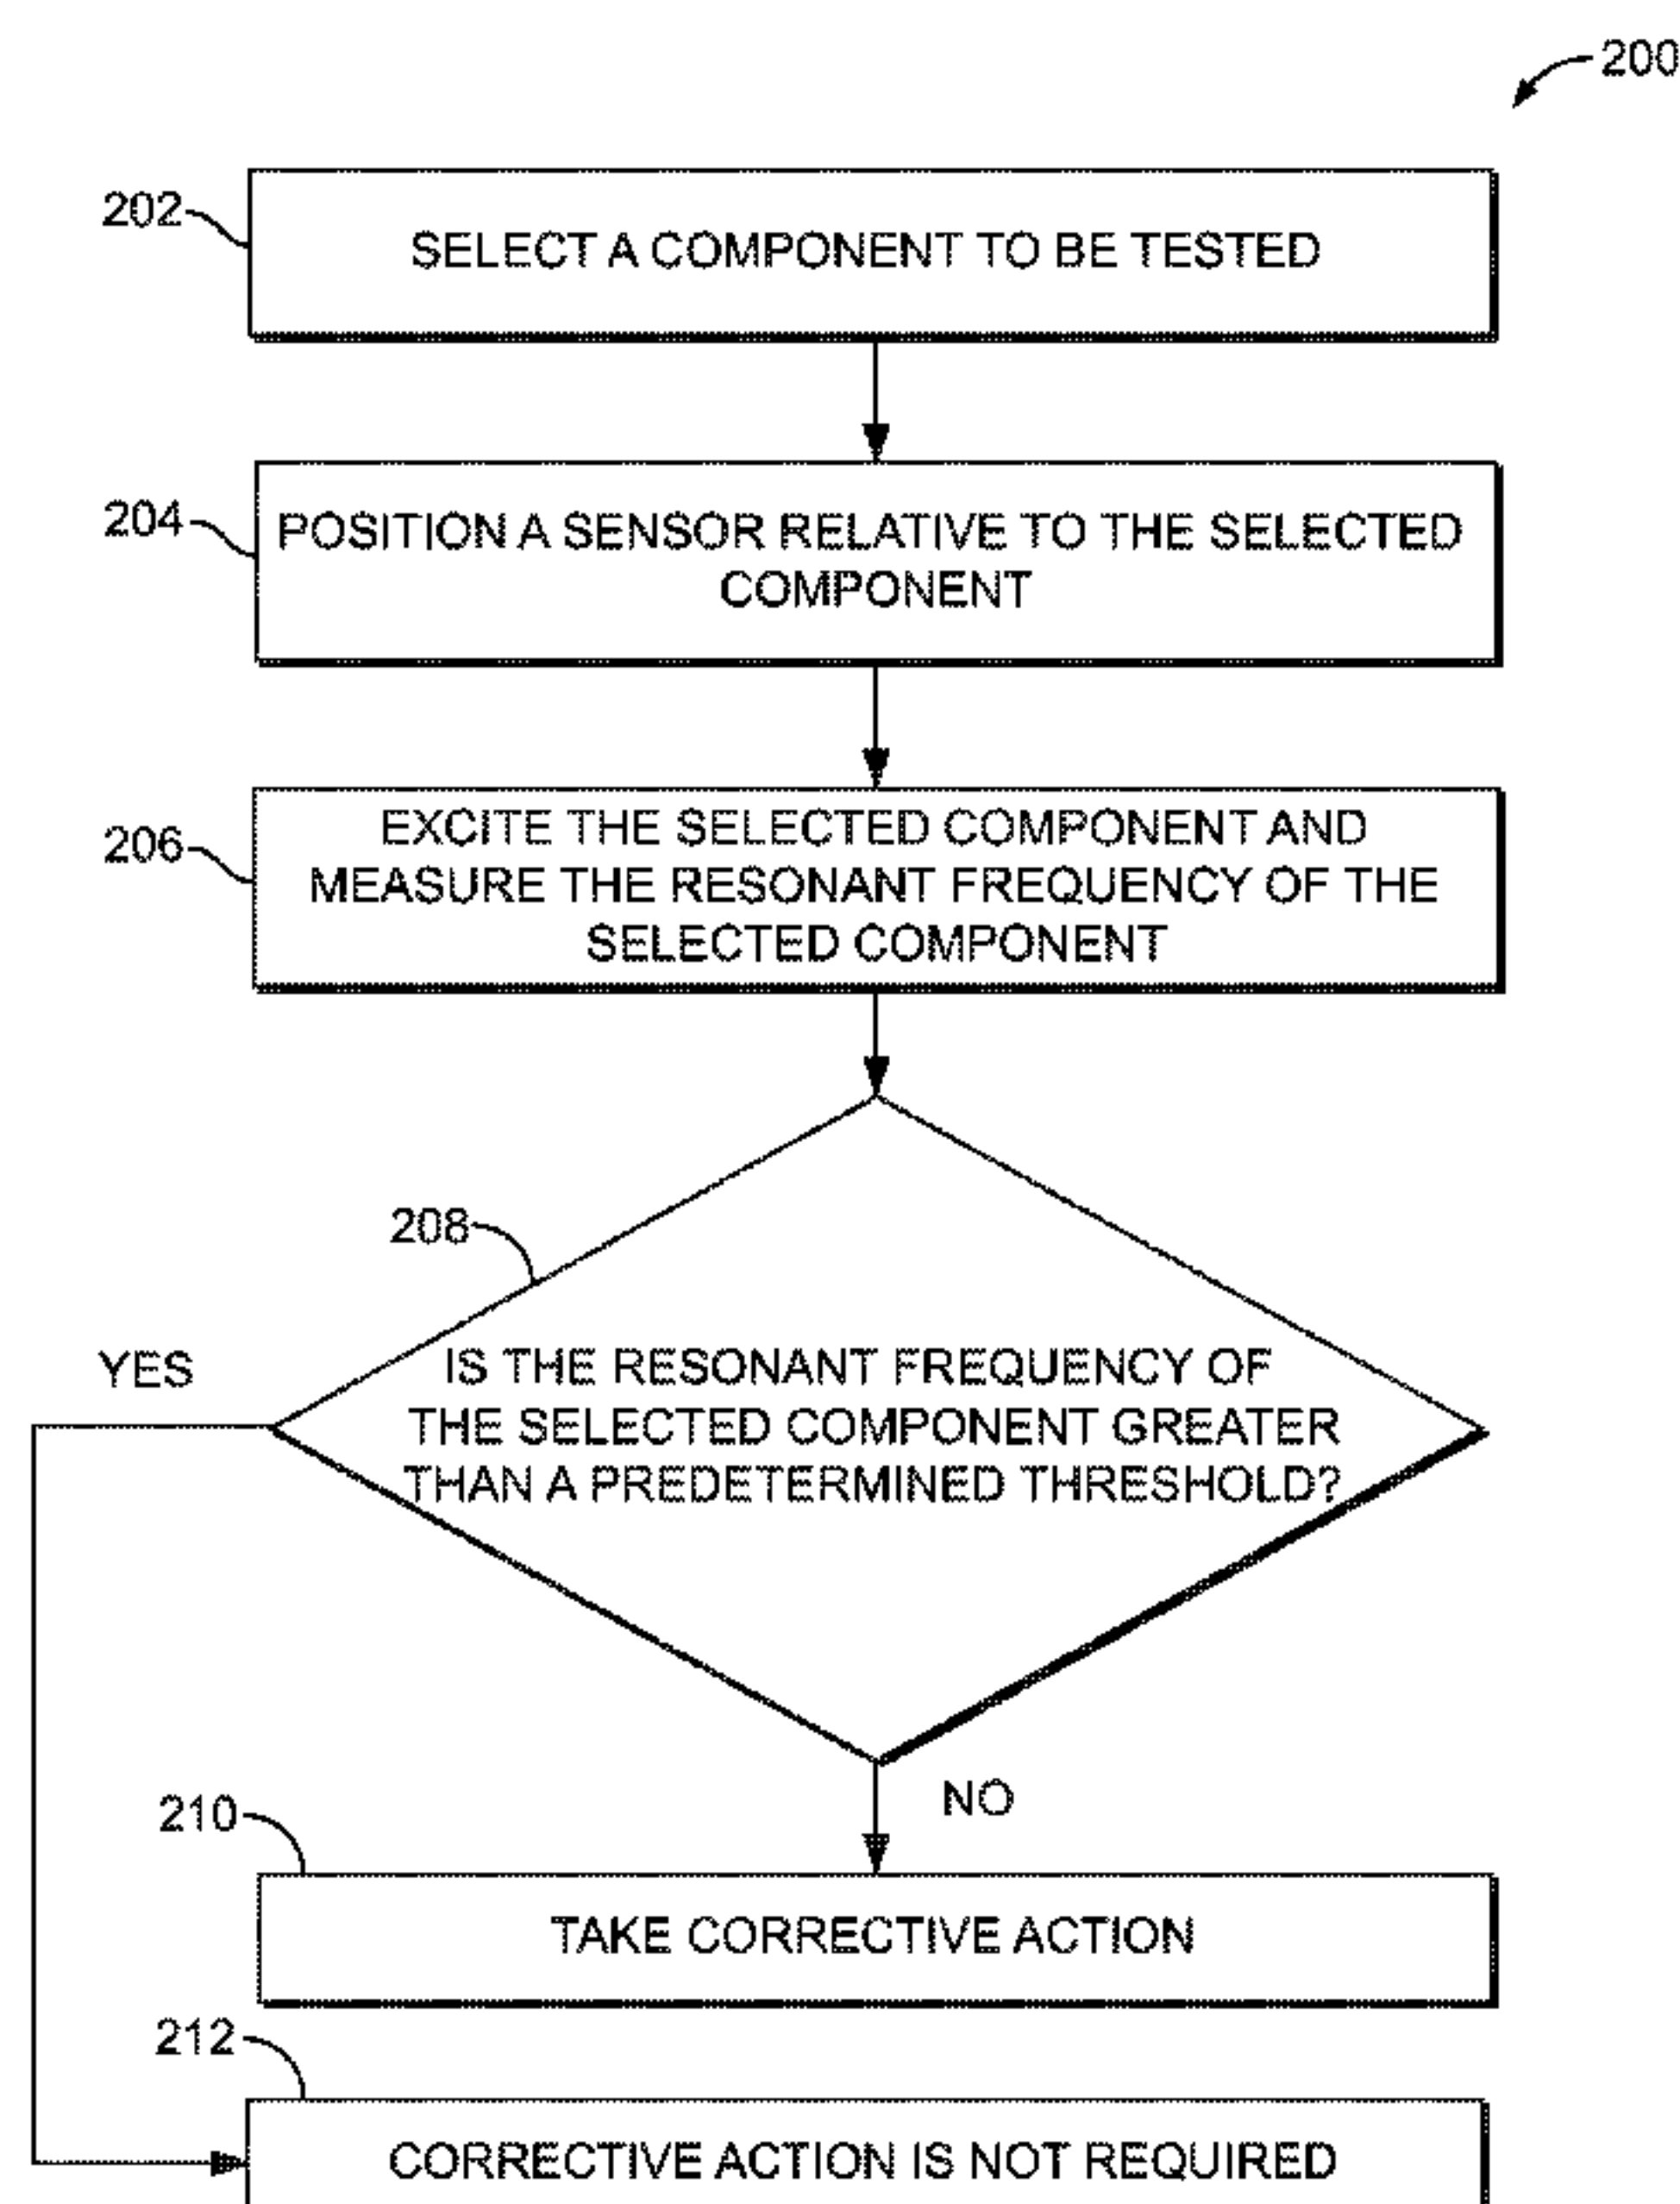 200
202
SELECT A COMPONENT TO BE TESTED
204
POSITION A SENSOR RELATIVE TO THE SELECTED
COMPONENT
206
EXCITE THE SELECTED COMPONENT AND
MEASURE THE RESONANT FREQUENCY OF THE
SELECTED COMPONENT
208
YES
IS THE RESONANT FREQUENCY OF
THE SELECTED COMPONENT GREATER
THAN A PREDETERMINED THRESHOLD?
NO
210
TAKE CORRECTIVE ACTION
212
CORRECTIVE ACTION IS NOT REQUIRED